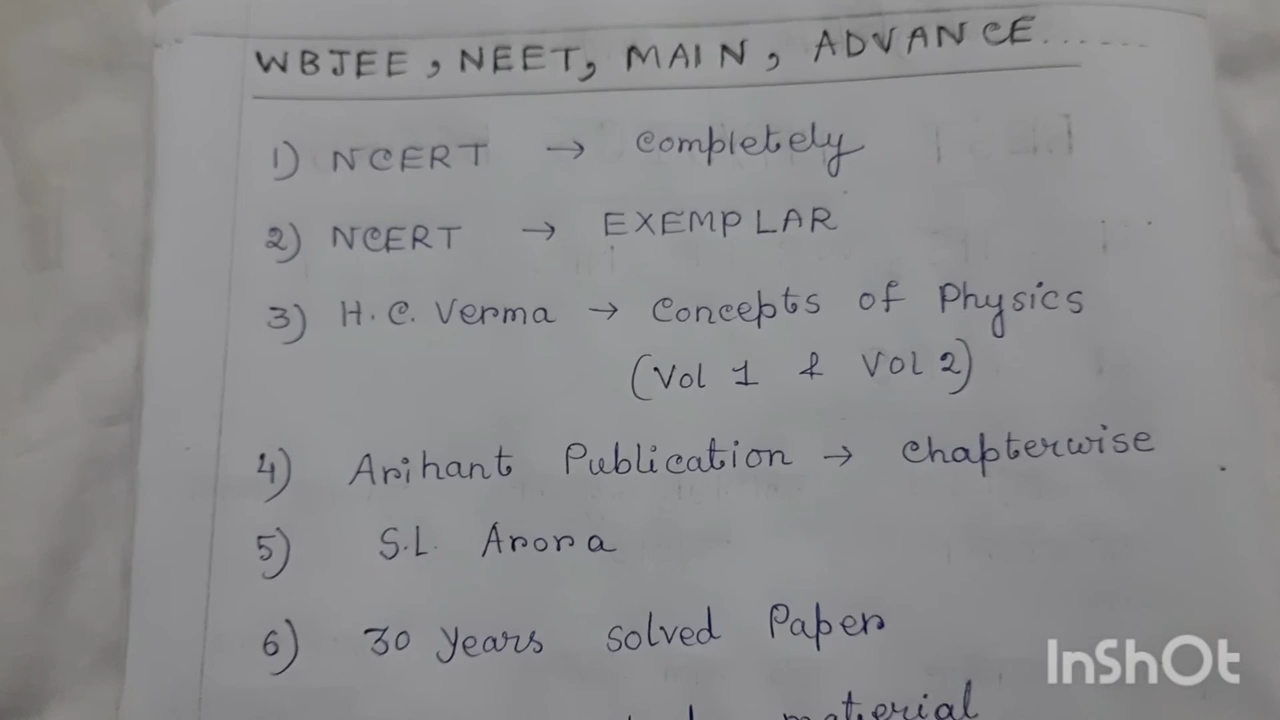 WBJEE, NEET, MAIN, ADVANCE......
1) NCERT → completely
2) NCERT → EXEMPLAR
3) H.C. Verma → Concepts of Physics
(Vol 1 & Vol 2)
4) Arihant Publication → Chapterwise
5) S.L. Arora
6) 30 years solved Paper
material
InShOt